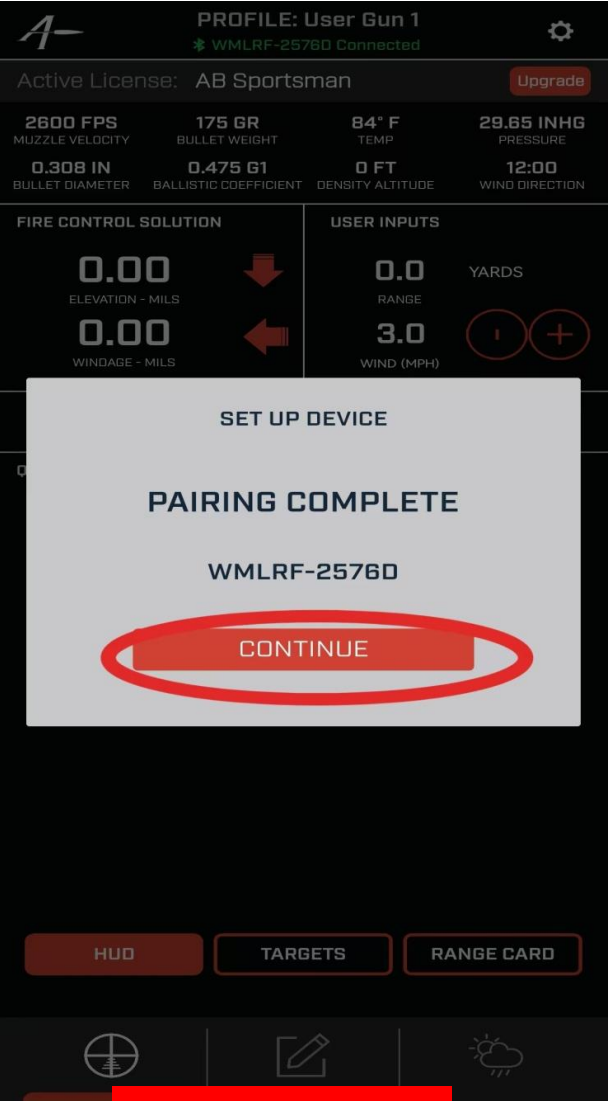 PROFILE: User Gun 1
WMLRF-2576D Connected
Active License: AB Sportsman
Upgrade
2600 FPS 175 GR 84° F 29.65 INHG
MUZZLE VELOCITY BULLET WEIGHT TEMP PRESSURE
0.308 IN 0.475 G1 0 FT 12:00
BULLET DIAMETER BALLISTIC COEFFICIENT DENSITY ALTITUDE WIND DIRECTION
FIRE CONTROL SOLUTION
0.00
ELEVATION - MILS
0.00
WINDAGE - MILS
USER INPUTS
0.0 YARDS
RANGE
3.0
WIND (MPH)
SET UP DEVICE
PAIRING COMPLETE
WMLRF-2576D
CONTINUE
HUD TARGETS RANGE CARD